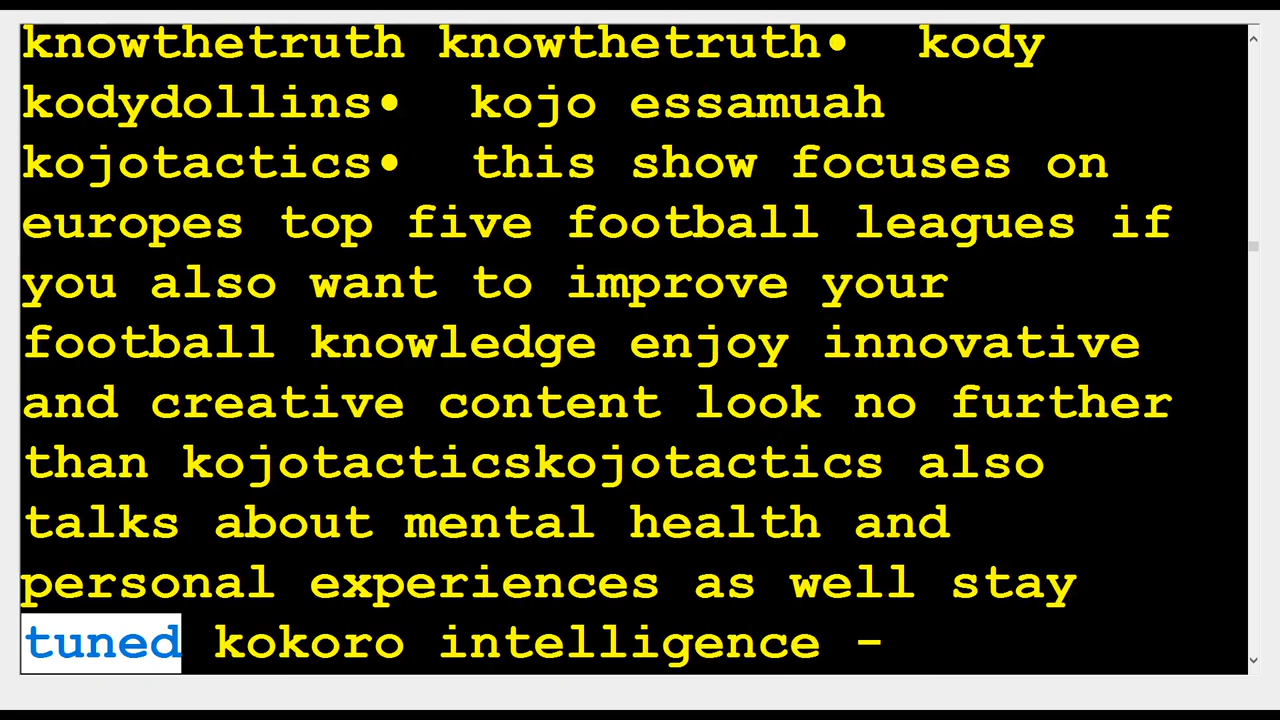 knowthetruth knowthetruth•  kody
kodydollins•  kojo essamuah
kojotactics•  this show focuses on
europes top five football leagues if
you also want to improve your
football knowledge enjoy innovative
and creative content look no further
than kojotacticskojotactics also
talks about mental health and
personal experiences as well stay
tuned kokoro intelligence -